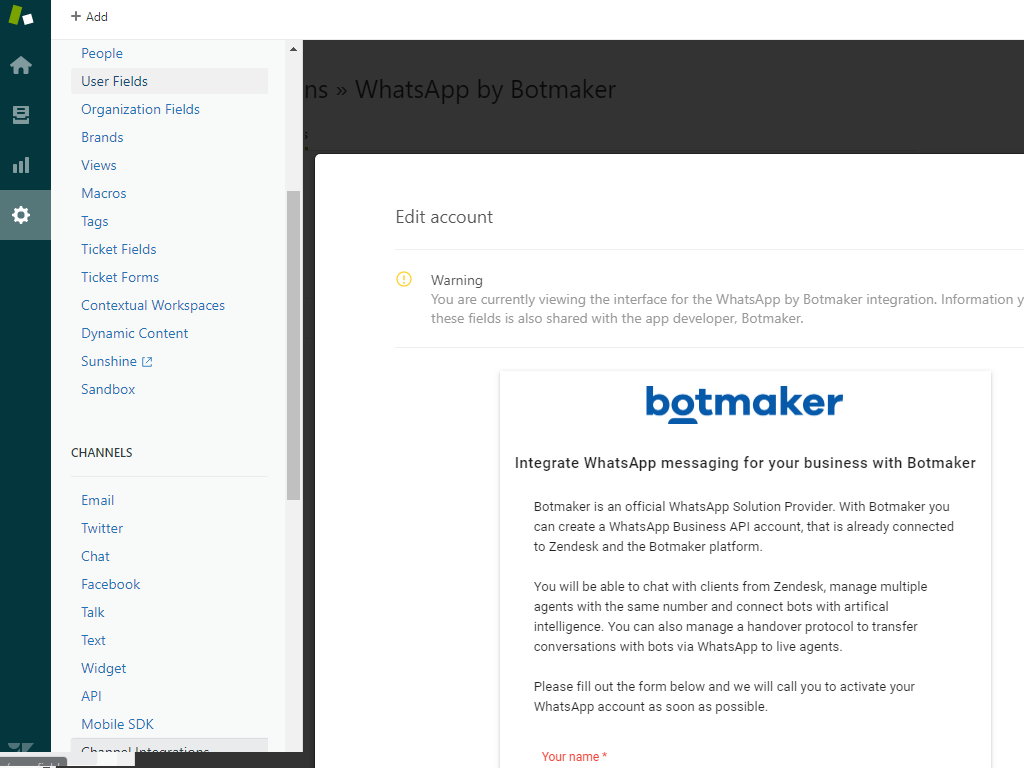 + Add
People
User Fields
Organization Fields
Brands
Views
Macros
Tags
Ticket Fields
Ticket Forms
Contextual Workspaces
Dynamic Content
Sunshine
Sandbox
CHANNELS
Email
Twitter
Chat
Facebook
Talk
Text
Widget
API
Mobile SDK
Channel Integrations
ns » WhatsApp by Botmaker
Edit account
Warning
You are currently viewing the interface for the WhatsApp by Botmaker integration. Information y
these fields is also shared with the app developer, Botmaker.
botmaker
Integrate WhatsApp messaging for your business with Botmaker
Botmaker is an official WhatsApp Solution Provider. With Botmaker you
can create a WhatsApp Business API account, that is already connected
to Zendesk and the Botmaker platform.
You will be able to chat with clients from Zendesk, manage multiple
agents with the same number and connect bots with artifical
intelligence. You can also manage a handover protocol to transfer
conversations with bots via WhatsApp to live agents.
Please fill out the form below and we will call you to activate your
WhatsApp account as soon as possible.
Your name *